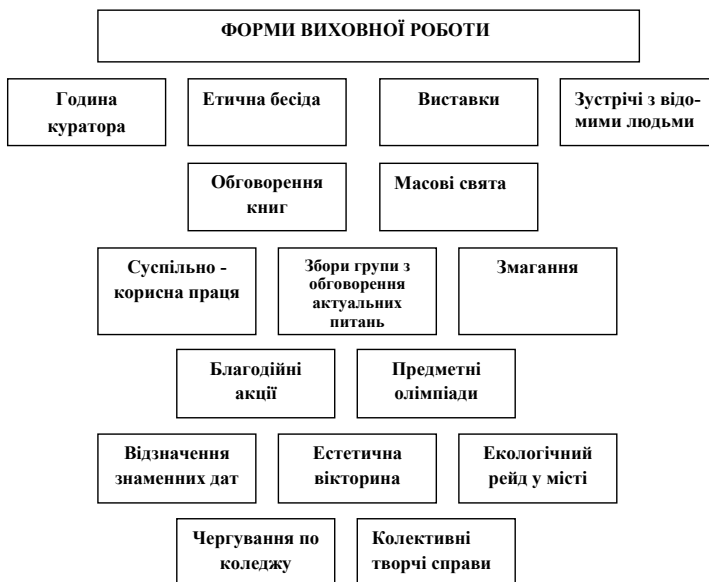 ФОРМИ ВИХОВНОЇ РОБОТИ
Година
куратора
Етична бесіда
Виставки
Зустрічі з відо-
мими людьми
Обговорення
книг
Масові свята
Суспільно -
корисна праця
Збори групи з
обговорення
актуальних
питань
Змагання
Благодійні
акції
Предметні
олімпіади
Відзначення
знаменних дат
Естетична
вікторина
Екологічний
рейд у місті
Чергування по
коледжу
Колективні
творчі справи